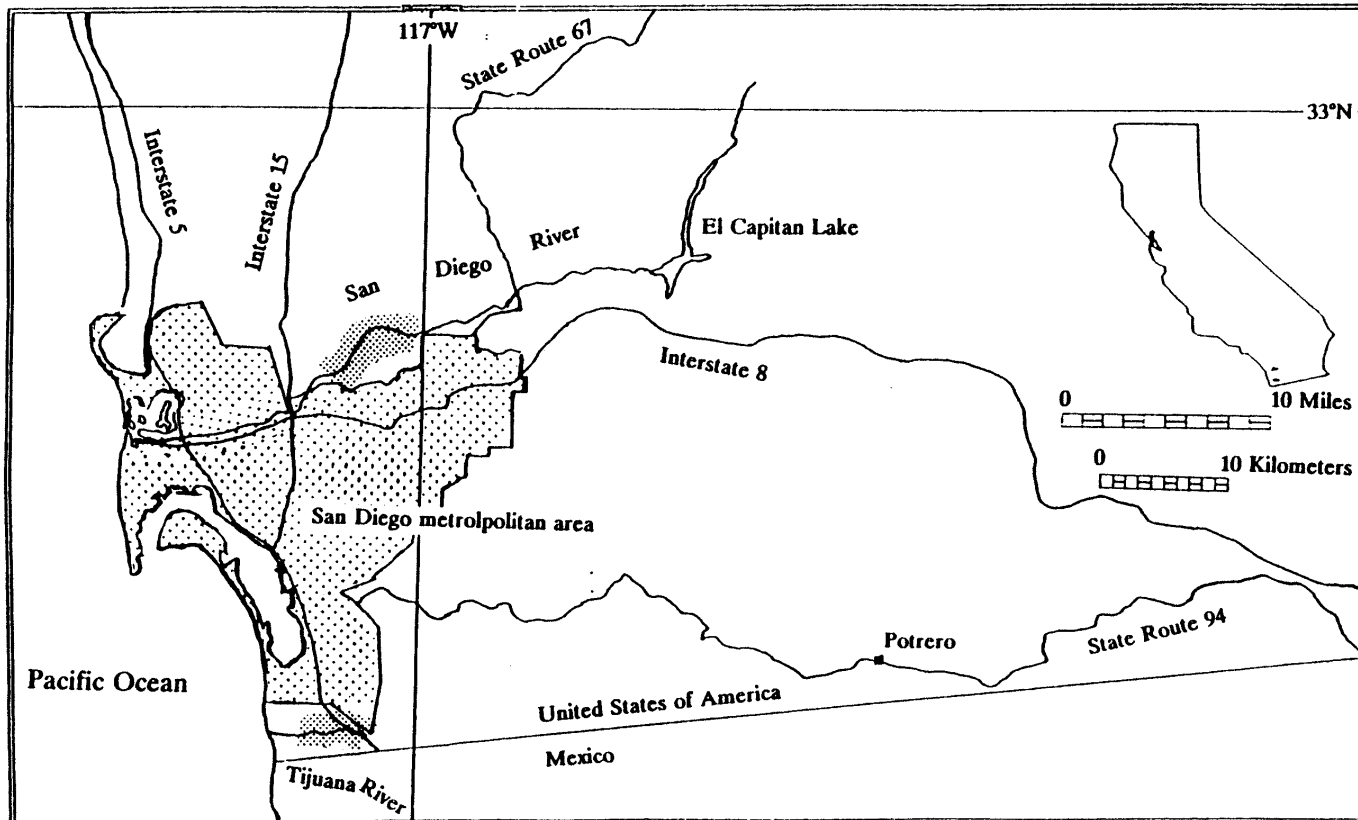 117°W
State Route 67
33°N
Interstate 5
Interstate 15
San Diego River
El Capitan Lake
Interstate 8
0 10 Miles
0 10 Kilometers
San Diego metrolpolitan area
Potrero
State Route 94
Pacific Ocean
United States of America
Mexico
Tijuana River